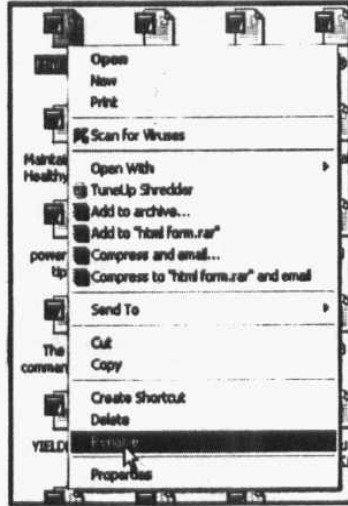 Open
New
Print
Scan for Viruses
Maintai
Healthy
Open With
TuneUp Shredder
Add to archive...
Add to "html form.rar"
Compress and email...
Compress to "html form.rar" and email
power
tip
Send To
The
comman
Cut
Copy
Create Shortcut
Delete
YIELD
Rename
Properties